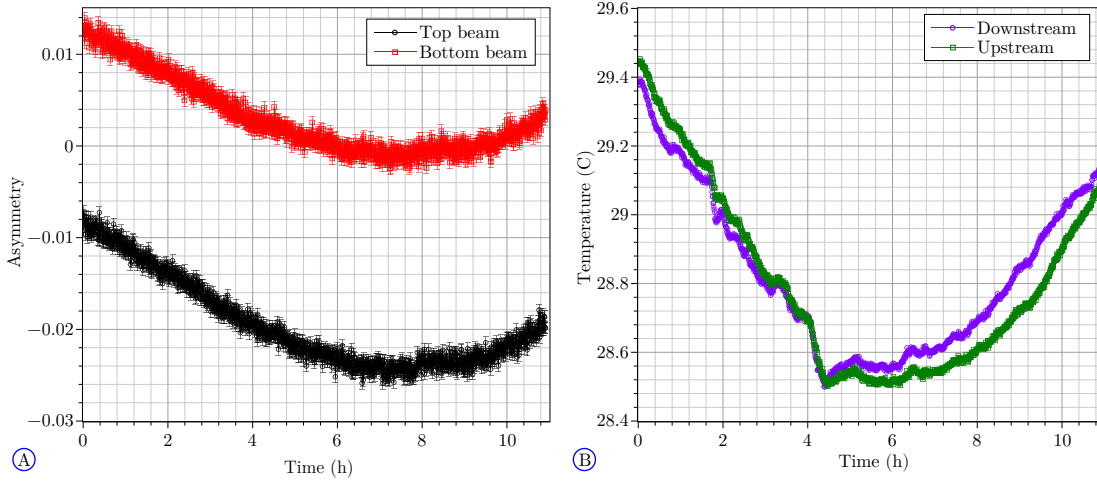 Top beam
Bottom beam
0.01
0
−0.01
−0.02
−0.03
Asymmetry
0 2 4 6 8 10
Time (h)
A
Downstream
Upstream
29.6
29.4
29.2
29
28.8
28.6
28.4
Temperature (C)
0 2 4 6 8 10
Time (h)
B